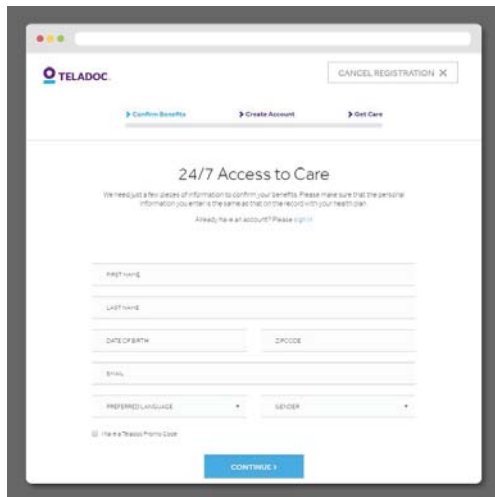 TELADOC.
CANCEL REGISTRATION X
Confirm Benefits
Create Account
Get Care
24/7 Access to Care
We need just a few pieces of information to confirm your benefits. Please make sure that the personal
information you enter is the same as that on the record with your health plan
Already have an account? Please sign in
FIRST NAME
LAST NAME
DATE OF BIRTH
ZIPCODE
EMAIL
PREFERRED LANGUAGE
GENDER
I have a Teladoc Promo Code
CONTINUE >